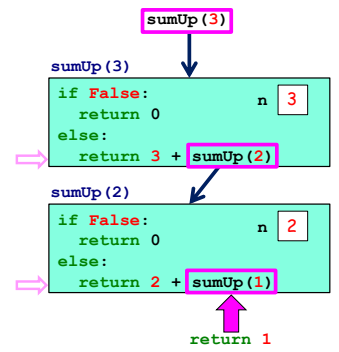 sumUp(3)
sumUp(3)
if False:
n 3
return 0
else:
return 3 + sumUp(2)
sumUp(2)
if False:
n 2
return 0
else:
return 2 + sumUp(1)
return 1